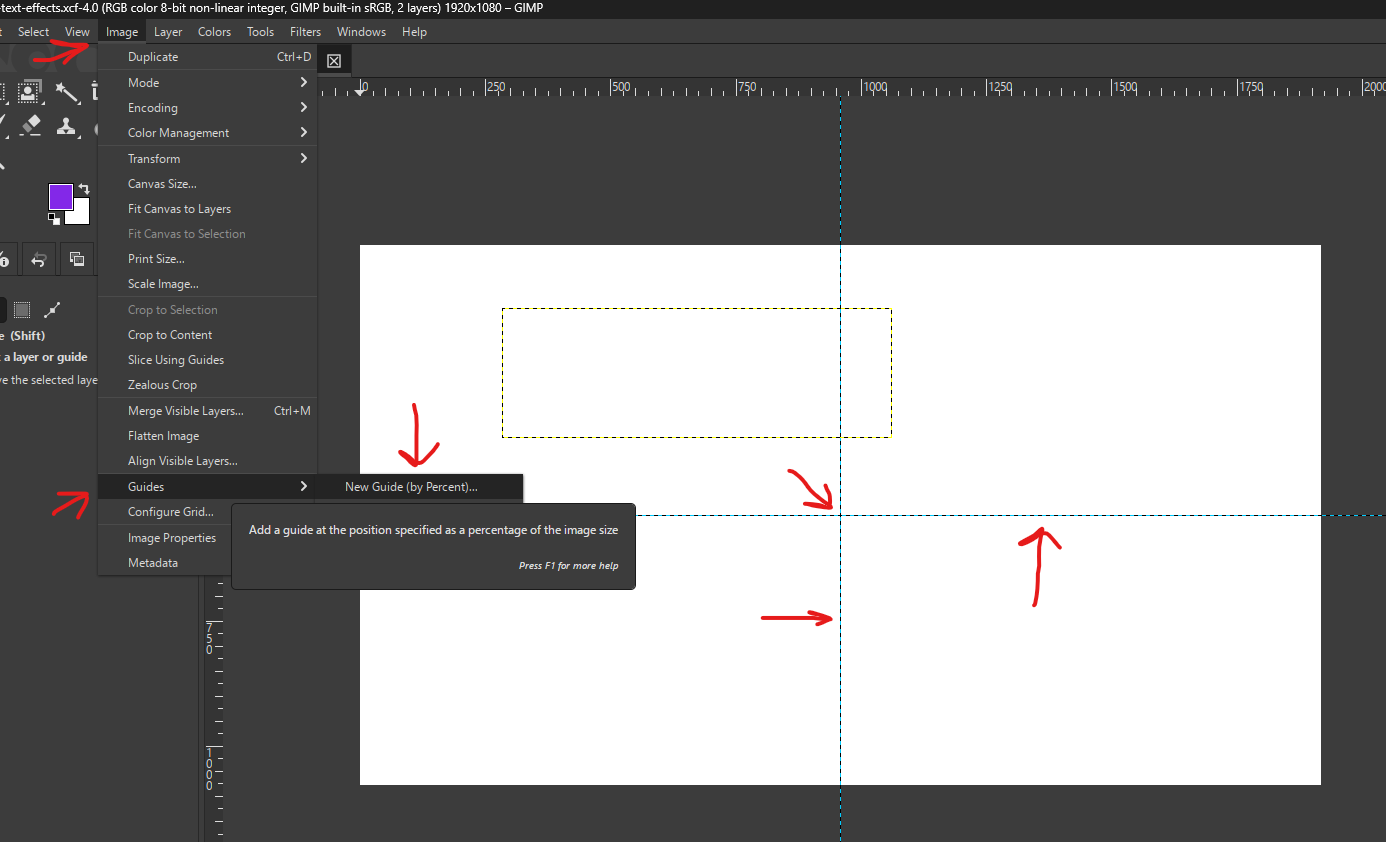 -text-effects.xcf-4.0 (RGB color 8-bit non-linear integer, GIMP built-in sRGB, 2 layers) 1920x1080 – GIMP
t Select View Image Layer Colors Tools Filters Windows Help
Duplicate Ctrl+D
Mode
Encoding
Color Management
Transform
Canvas Size...
Fit Canvas to Layers
Fit Canvas to Selection
Print Size...
Scale Image...
Crop to Selection
Crop to Content
Slice Using Guides
Zealous Crop
Merge Visible Layers... Ctrl+M
Flatten Image
Align Visible Layers...
Guides
Configure Grid...
Image Properties
Metadata
New Guide (by Percent)...
Add a guide at the position specified as a percentage of the image size
Press F1 for more help
0 250 500 750 1000 1250 1500 1750 2000
e (Shift)
a layer or guide
ve the selected laye
750
1000